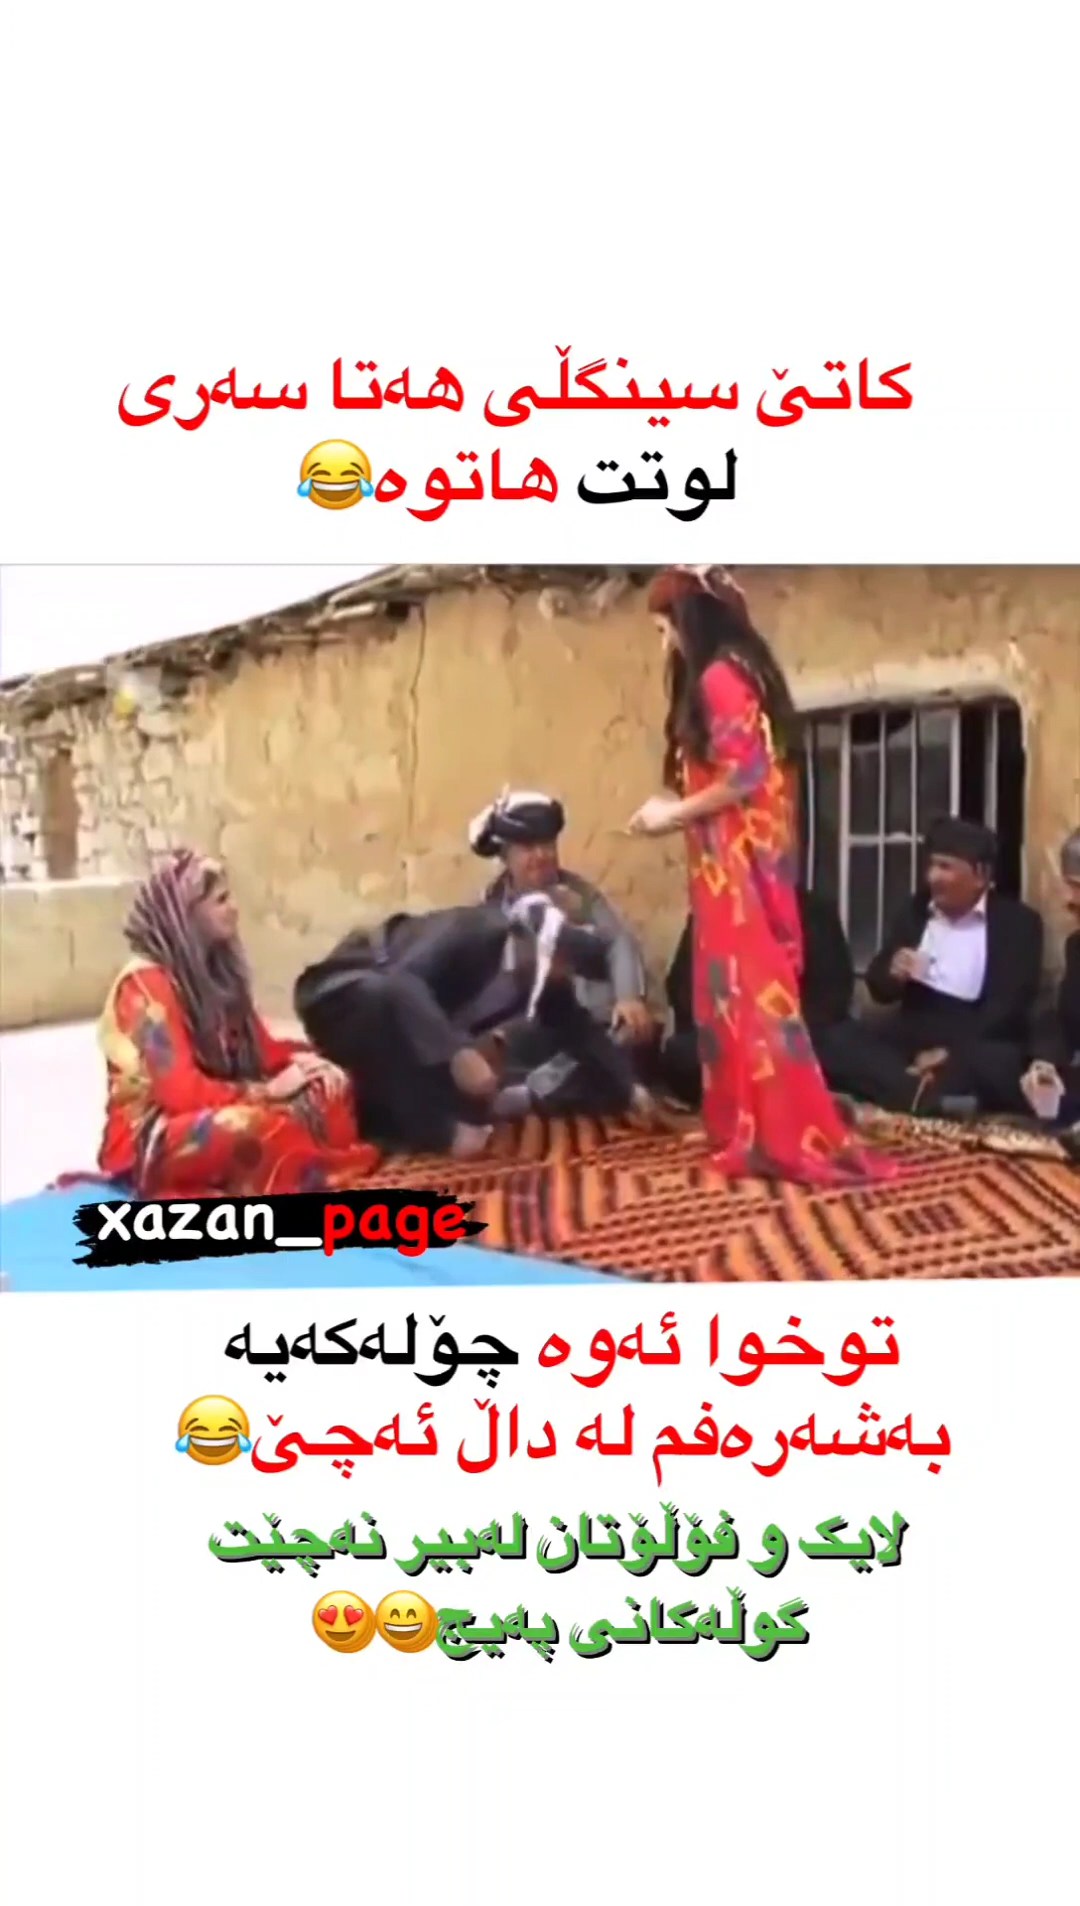 کاتێ سینگڵی هەتا سەری
لوتت هاتوە😂
xazan_page
توخوا ئەوە چۆلەکەیە
بەشەرەفم لە داڵ ئەچێ😂
لایک و فۆڵۆتان لەبیر نەچێت
گوڵەکانی پەیج😄😍